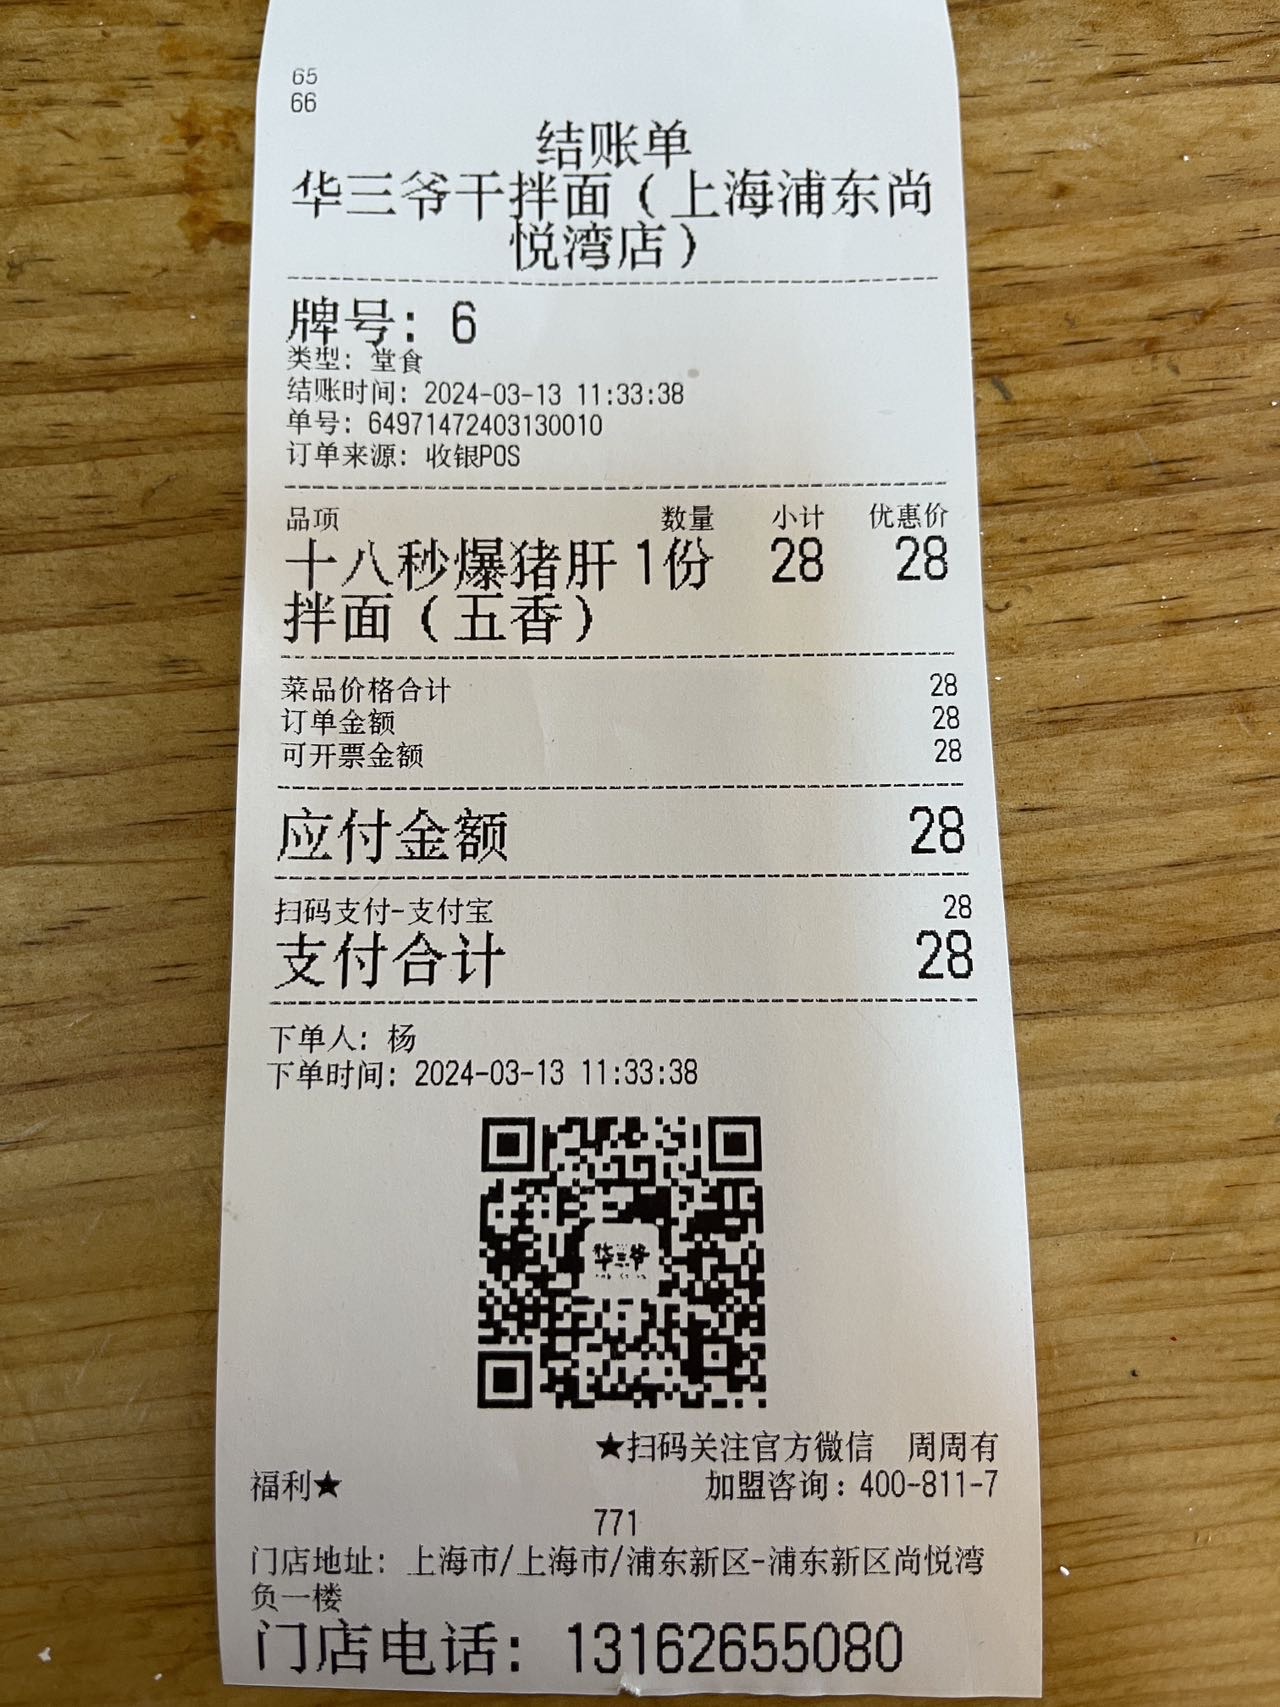 65
66
结账单
华三爷干拌面（上海浦东尚
悦湾店）
牌号: 6
类型: 堂食
结账时间: 2024-03-13 11:33:38
单号: 64971472403130010
订单来源: 收银POS
品项 数量 小计 优惠价
十八秒爆猪肝 1份 28 28
拌面（五香）
菜品价格合计 28
订单金额 28
可开票金额 28
应付金额 28
扫码支付-支付宝 28
支付合计 28
下单人: 杨
下单时间: 2024-03-13 11:33:38
华三爷
★扫码关注官方微信 周周有
福利★ 加盟咨询：400-811-7
771
门店地址: 上海市/上海市/浦东新区-浦东新区尚悦湾
负一楼
门店电话: 13162655080